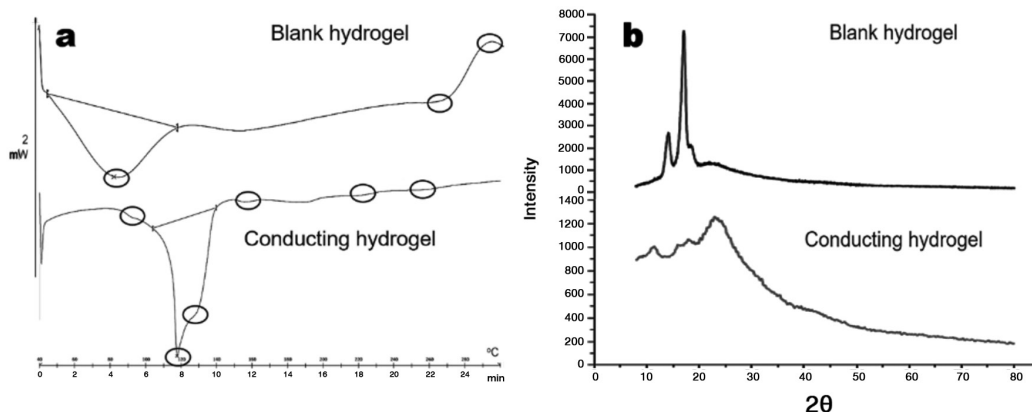 a
Blank hydrogel
2
mW
Conducting hydrogel
°C
0 2 4 6 8 10 12 14 16 18 20 22 24 26
min
b
Blank hydrogel
8000
7000
6000
5000
4000
3000
2000
1000
0
Intensity
1400
1200
1000
800
600
400
200
0
Conducting hydrogel
0 10 20 30 40 50 60 70 80
2θ